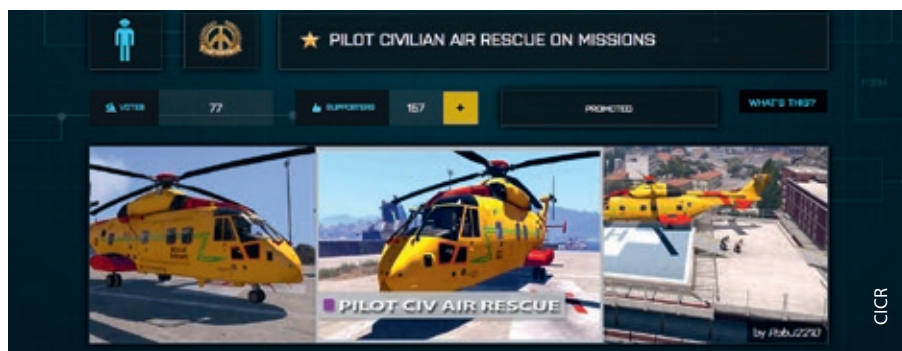 PILOT CIVILIAN AIR RESCUE ON MISSIONS
VOTES 77 SUPPORTERS 167 + PROMOTED WHAT'S THIS?
PILOT CIV AIR RESCUE
by
CICR